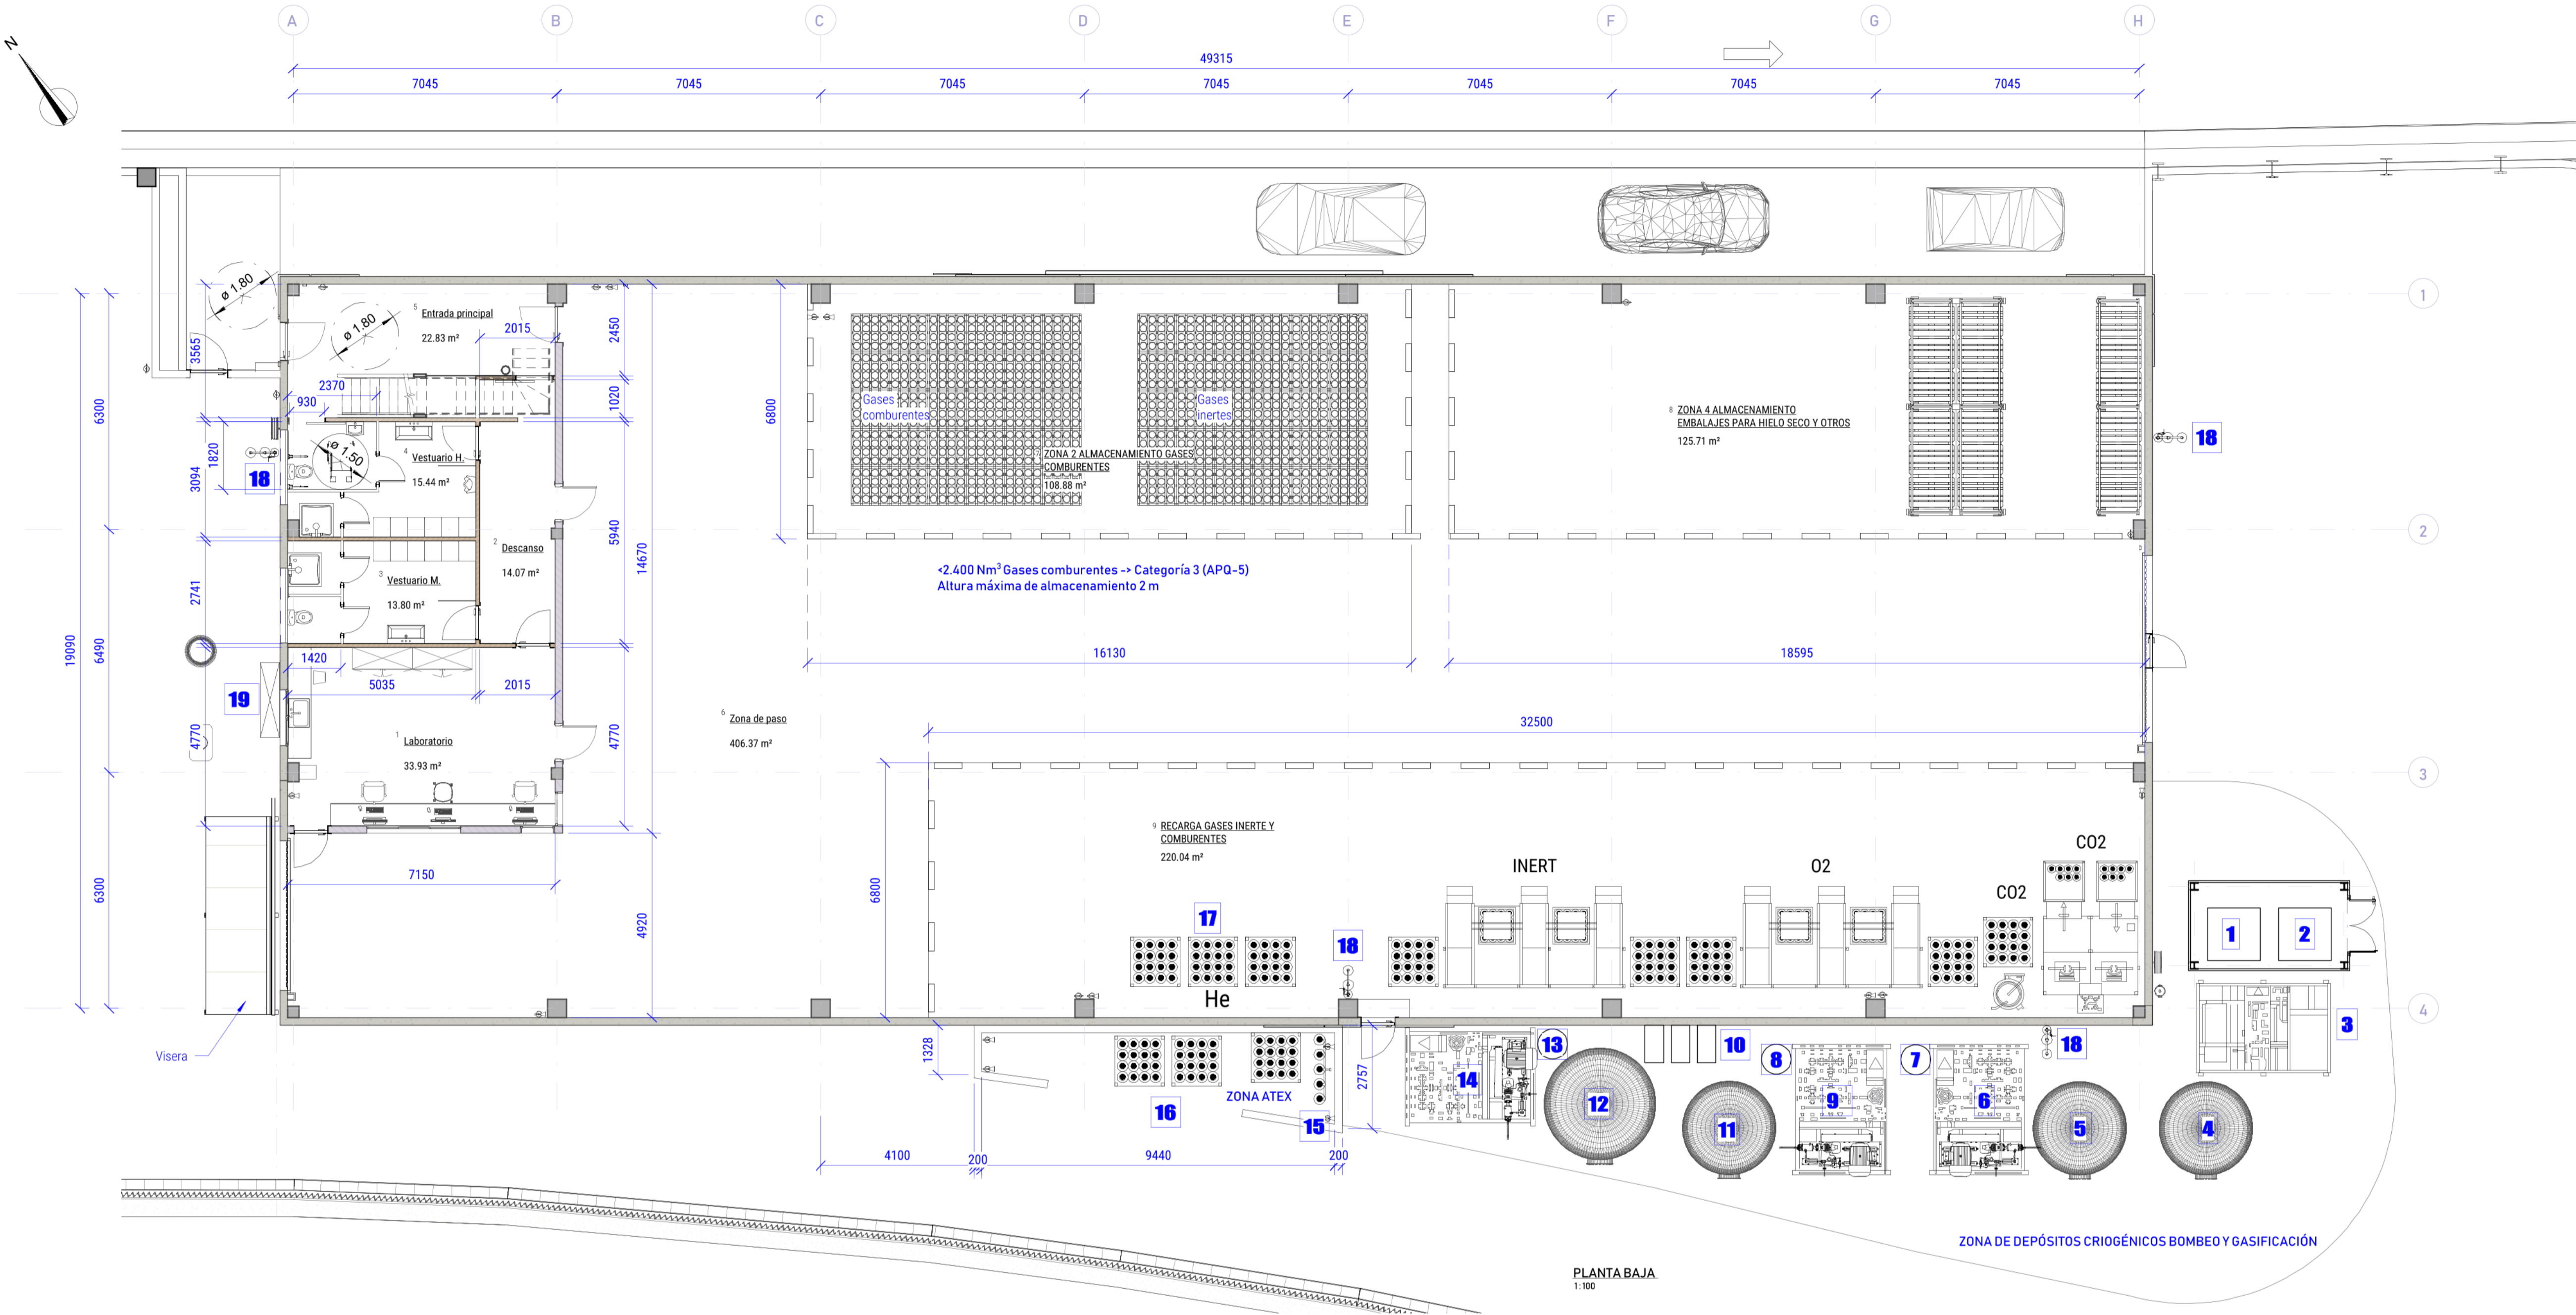 A B C D E F G H
N
49315
7045 7045 7045 7045 7045 7045 7045
ø 1.80
5 Entrada principal
22.83 m²
ø 1.80
2015
2450
3565
2370
930
1020
6300
6800
1
Gases
comburentes
Gases
inertes
ZONA 2 ALMACENAMIENTO GASES
COMBURENTES
108.88 m²
8 ZONA 4 ALMACENAMIENTO
EMBALAJES PARA HIELO SECO Y OTROS
125.71 m²
18
18
1820
3094
ø 1.50
4 Vestuario H.
15.44 m²
5940
14670
2
2 Descanso
14.07 m²
3 Vestuario M.
13.80 m²
2741
<2.400 Nm³ Gases comburentes -> Categoría 3 (APQ-5)
Altura máxima de almacenamiento 2 m
19090
6490
1420
5035
2015
16130
18595
19
4770
4770
1 Laboratorio
33.93 m²
6 Zona de paso
406.37 m²
32500
3
9 RECARGA GASES INERTE Y
COMBURENTES
220.04 m²
INERT
O2
CO2
CO2
7150
6300
4920
6800
17
18
He
1
2
3
4
Visera
1328
2757
13
14
12
10
11
8
9
7
6
18
5
4
16
ZONA ATEX
15
4100
200
9440
200
ZONA DE DEPÓSITOS CRIOGÉNICOS BOMBEO Y GASIFICACIÓN
PLANTA BAJA
1:100